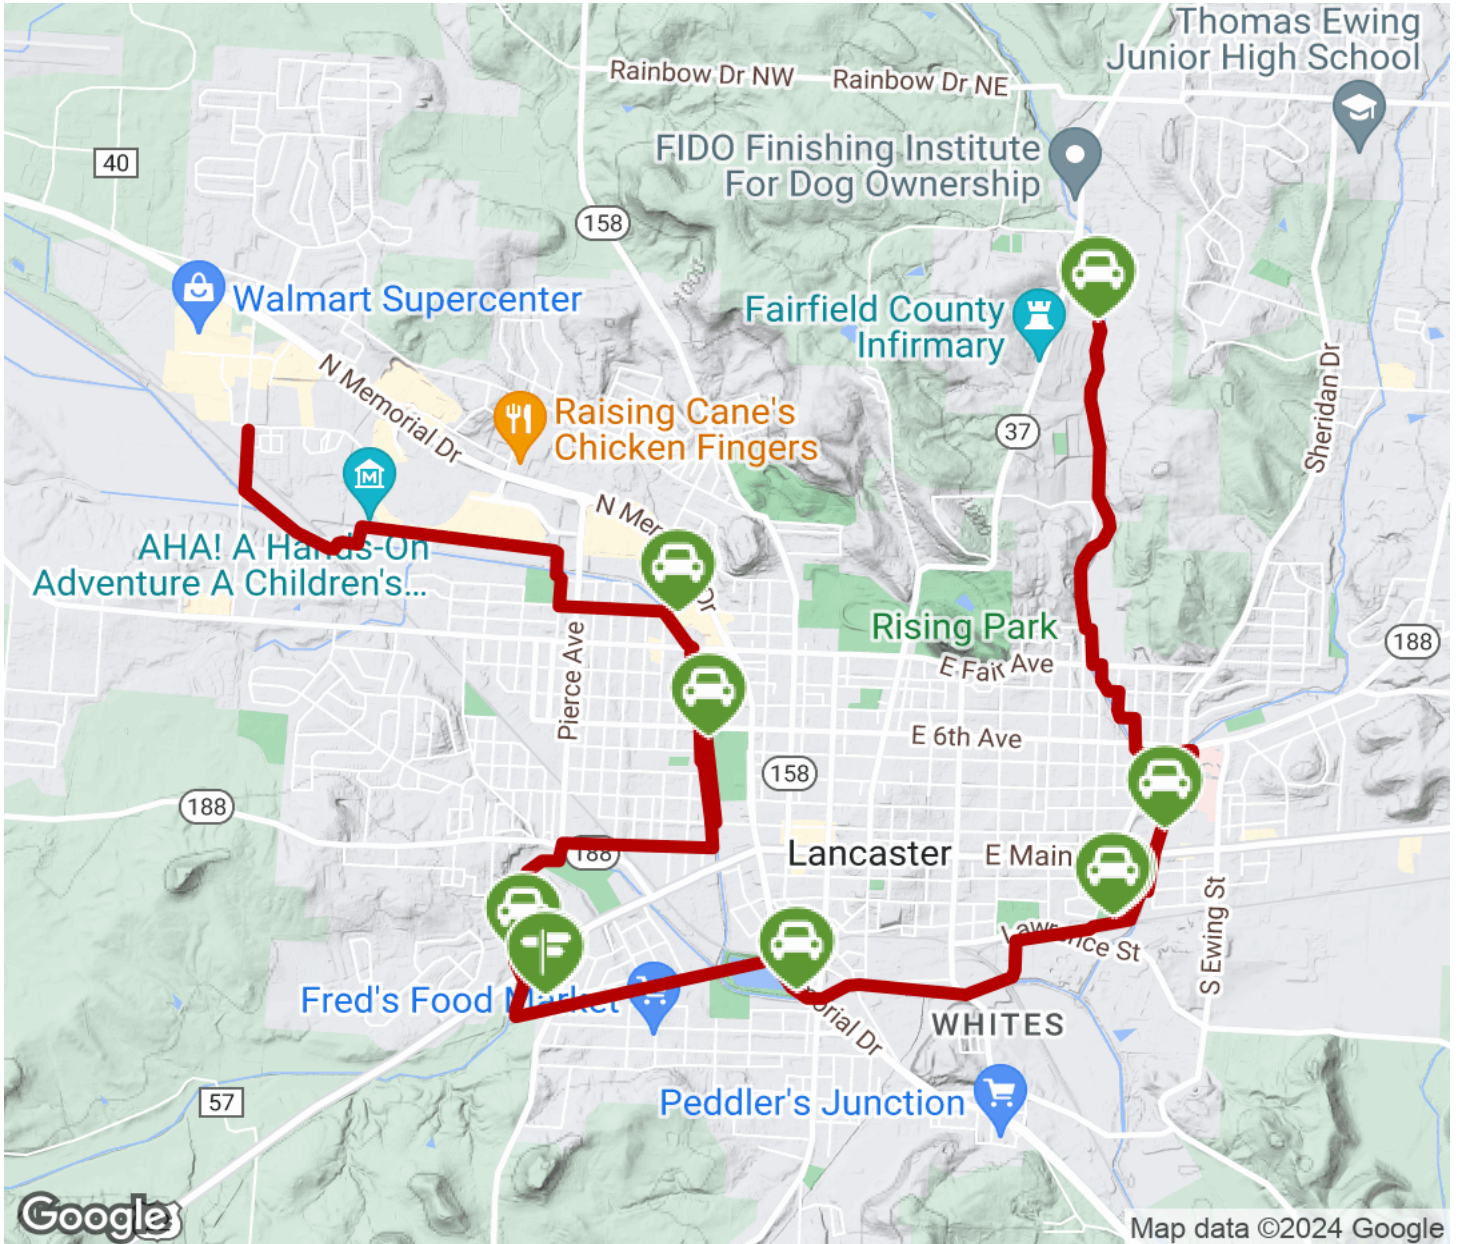 Thomas Ewing
Junior High School
Rainbow Dr NW
Rainbow Dr NE
FIDO Finishing Institute
For Dog Ownership
40
158
Walmart Supercenter
Fairfield County
Infirmary
N Memorial Dr
Raising Cane's
Chicken Fingers
37
Sheridan Dr
AHA! A Hands-On
Adventure A Children's...
Rising Park
188
E Fair Ave
Pierce Ave
E 6th Ave
158
188
188
Lancaster
E Main
Lawrence St
S Ewing St
Fred's Food Market
WHITES
57
Peddler's Junction
Google
Map data ©2024 Google